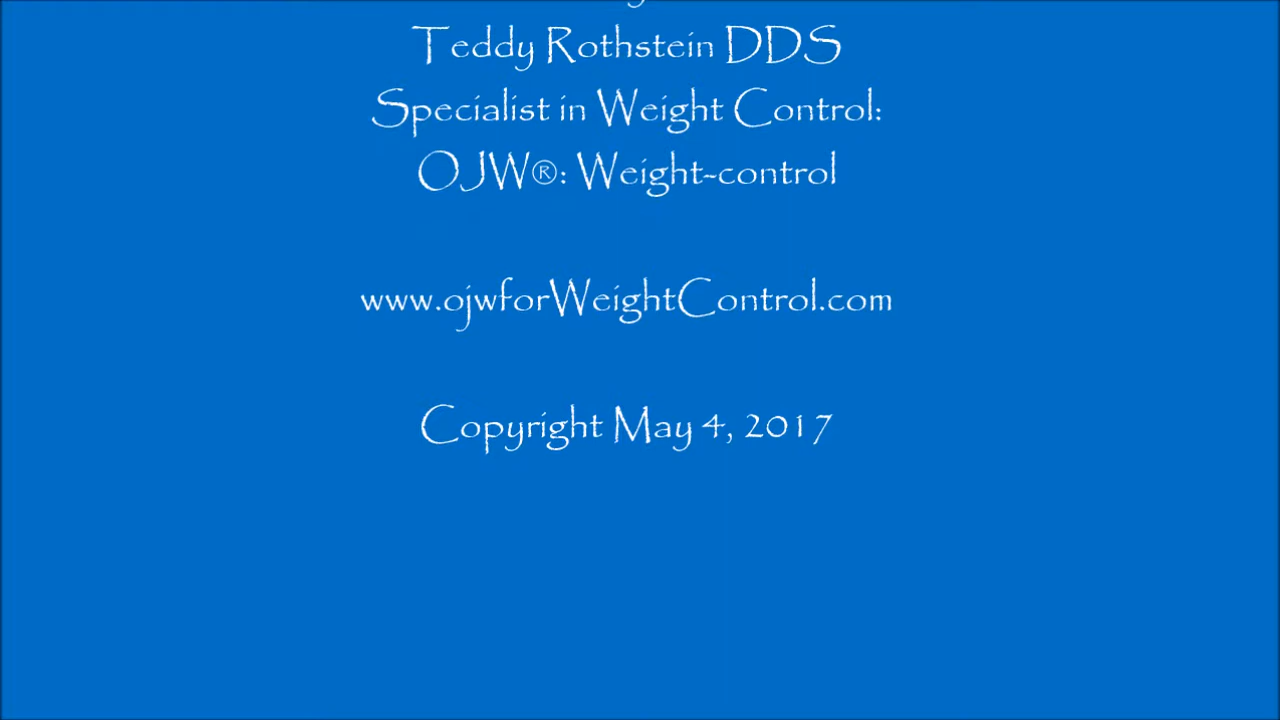 Teddy Rothstein DDS
Specialist in Weight Control:
OJW®: Weight-control
www.ojwforWeightControl.com
Copyright May 4, 2017